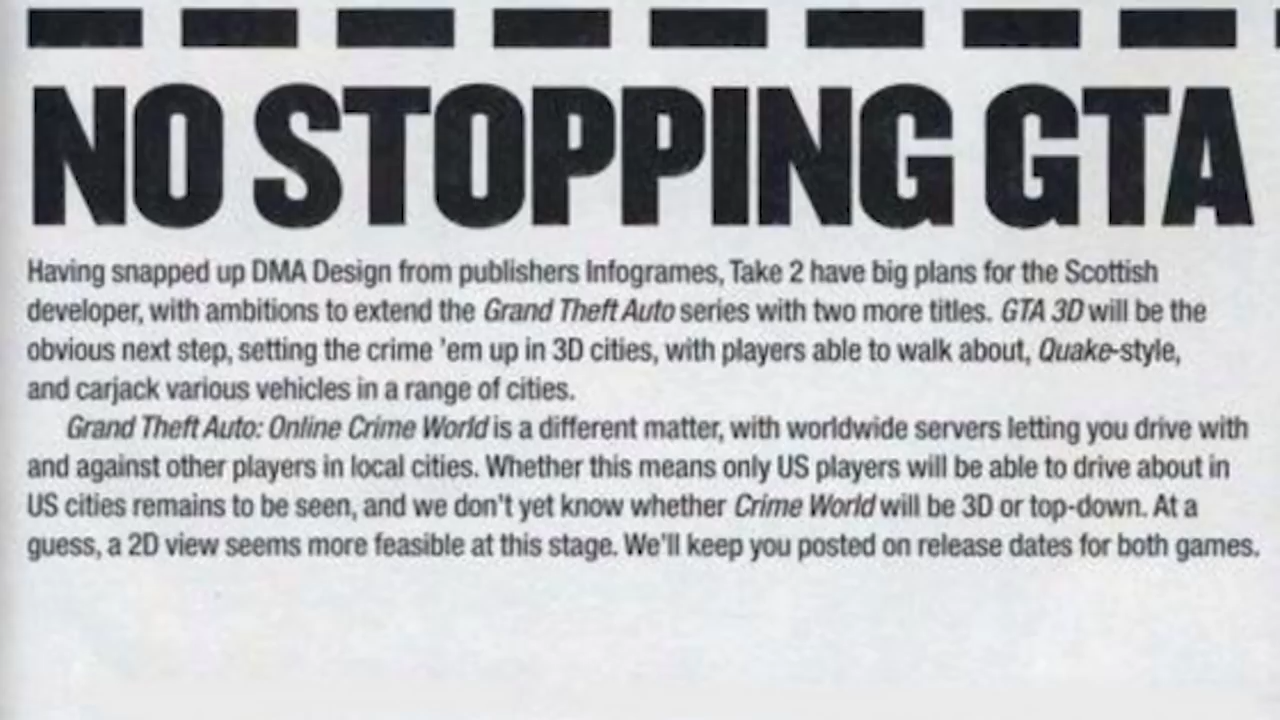 NO STOPPING GTA
Having snapped up DMA Design from publishers Infogrames, Take 2 have big plans for the Scottish
developer, with ambitions to extend the Grand Theft Auto series with two more titles. GTA 3D will be the
obvious next step, setting the crime 'em up in 3D cities, with players able to walk about, Quake-style,
and carjack various vehicles in a range of cities.
Grand Theft Auto: Online Crime World is a different matter, with worldwide servers letting you drive with
and against other players in local cities. Whether this means only US players will be able to drive about in
US cities remains to be seen, and we don't yet know whether Crime World will be 3D or top-down. At a
guess, a 2D view seems more feasible at this stage. We'll keep you posted on release dates for both games.